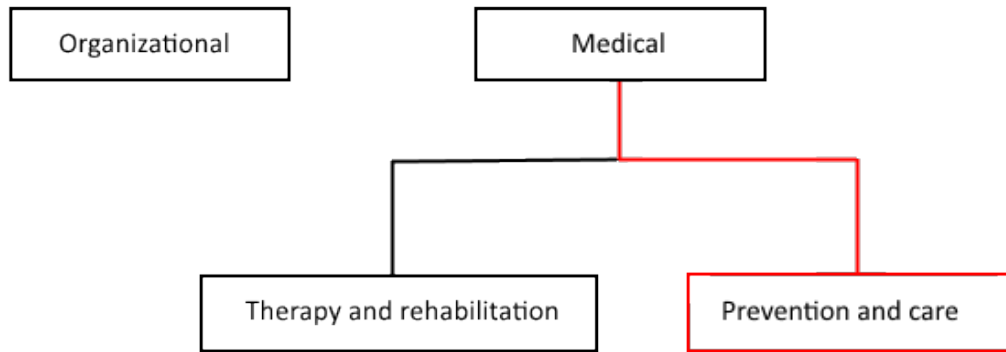 Organizational
Medical
Therapy and rehabilitation
Prevention and care